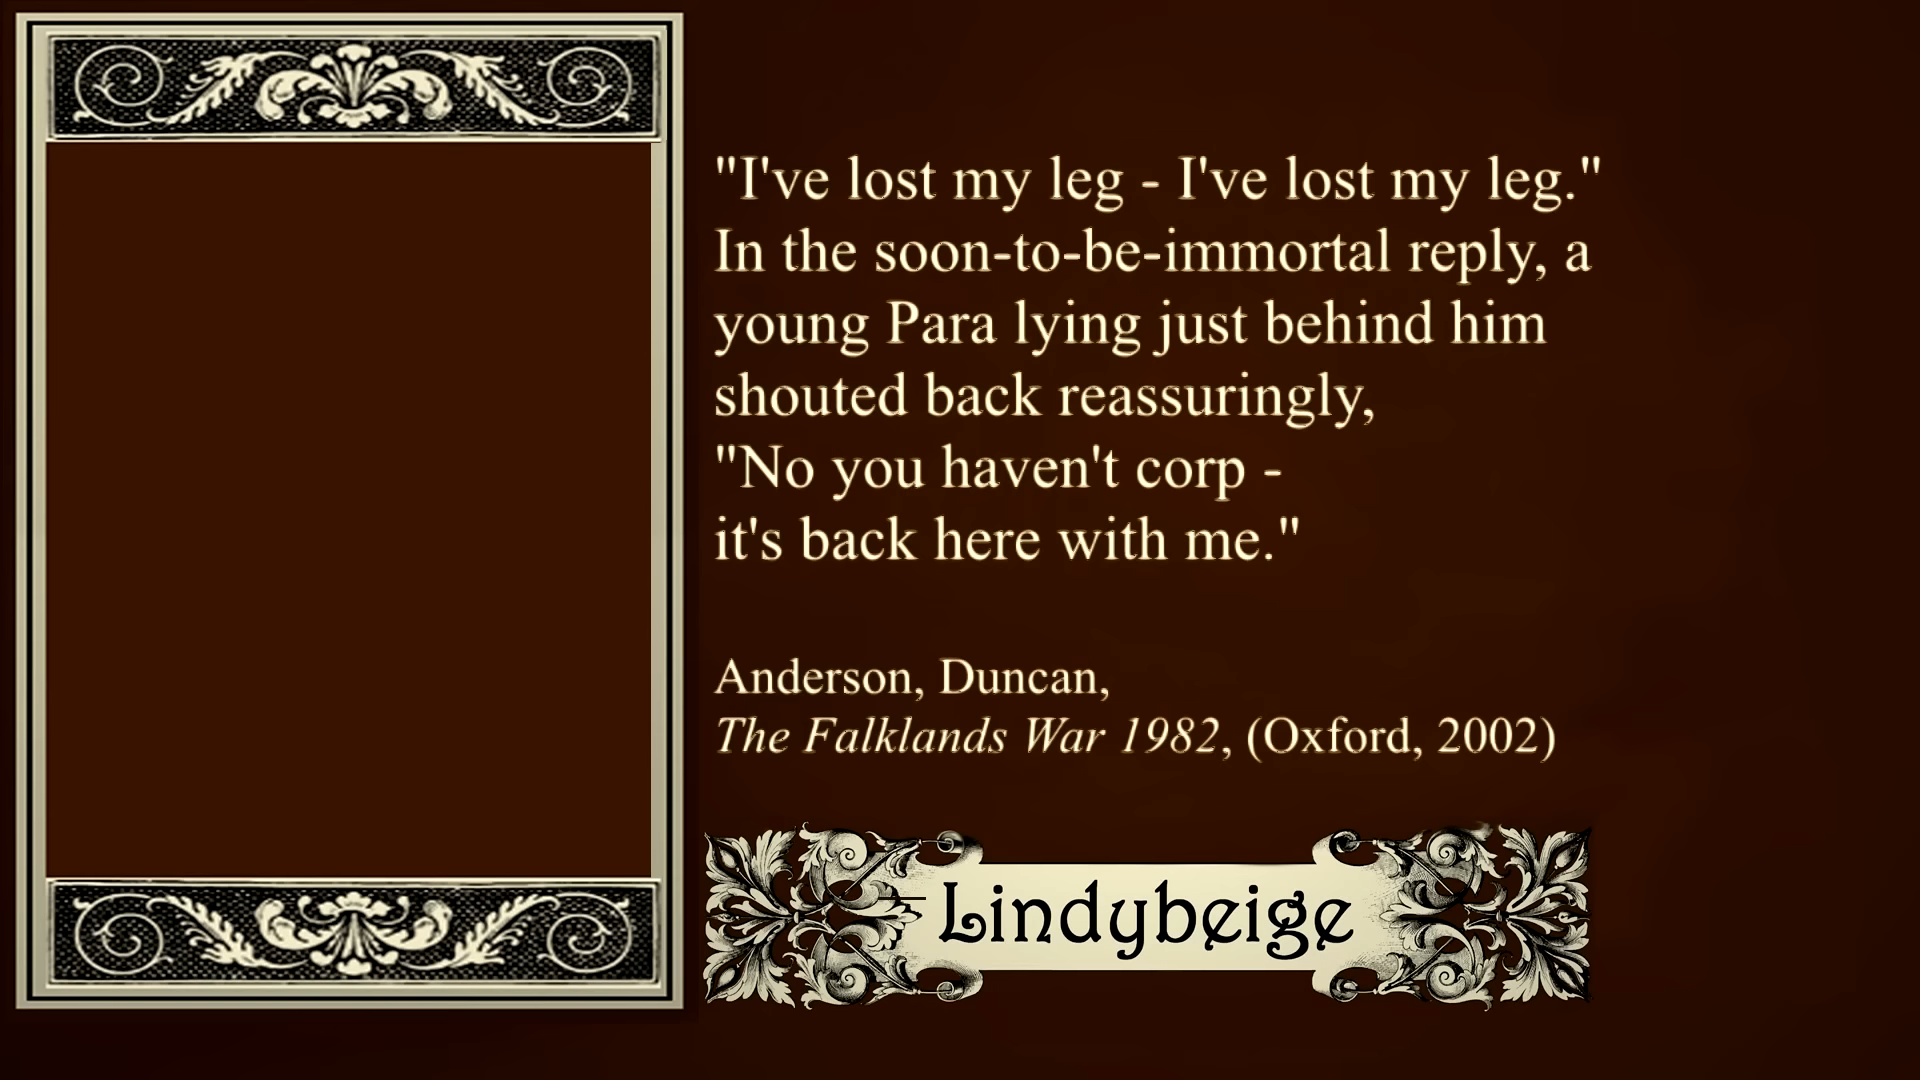 "I've lost my leg - I've lost my leg."
In the soon-to-be-immortal reply, a
young Para lying just behind him
shouted back reassuringly,
"No you haven't corp -
it's back here with me."
Anderson, Duncan,
The Falklands War 1982, (Oxford, 2002)
Lindybeige